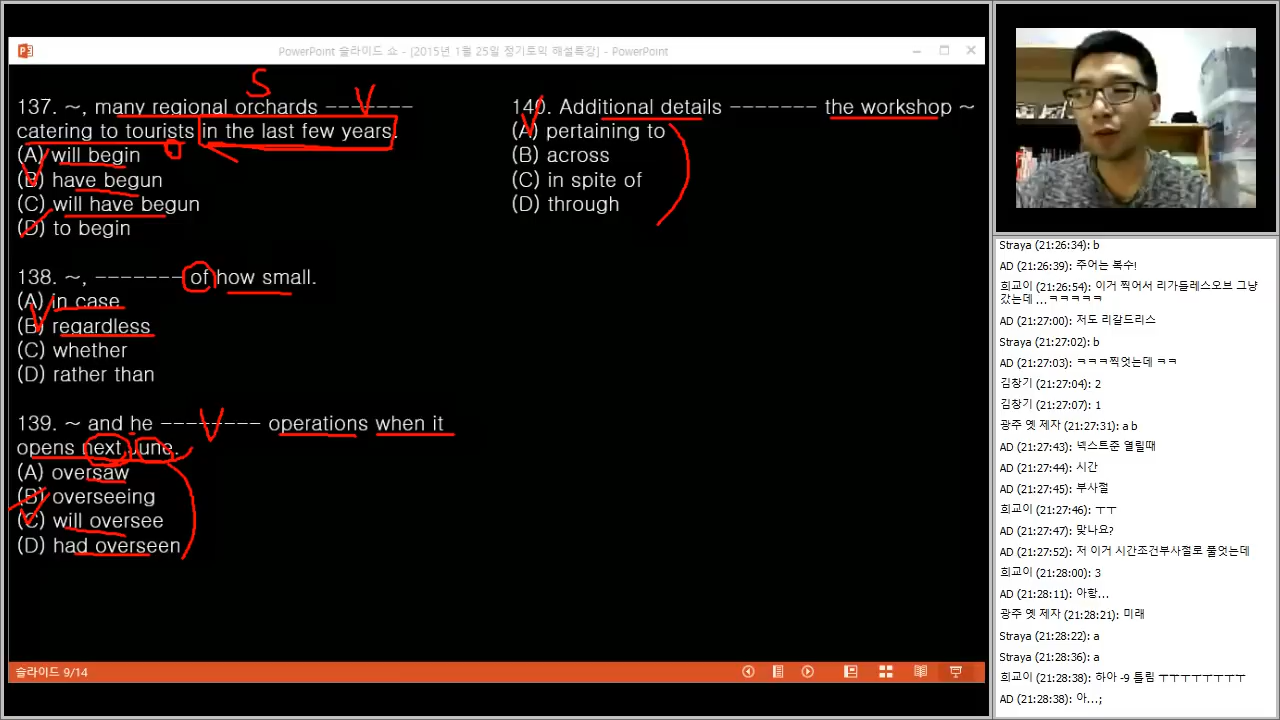 PowerPoint 슬라이드 쇼 - [2015년 1월 25일 정기토익 해설특강] - PowerPoint
S
V
137. ~, many regional orchards -------
catering to tourists in the last few years.
o
(A) will begin
(B) have begun
(C) will have begun
(D) to begin
138. ~, ------- of how small.
(A) in case
(B) regardless
(C) whether
(D) rather than
139. ~ and he -------- operations when it
V
opens next June.
(A) oversaw
(B) overseeing
(C) will oversee
(D) had overseen
140. Additional details ------- the workshop ~
(A) pertaining to
(B) across
(C) in spite of
(D) through
슬라이드 9/14
Straya (21:26:34): b
AD (21:26:39): 주어는 복수!
희교이 (21:26:54): 이거 찍어서 리가들레스오브 그냥
갔는데 ...ㅋㅋㅋㅋㅋ
AD (21:27:00): 저도 리갈드리스
Straya (21:27:02): b
AD (21:27:03): ㅋㅋㅋ찍엇는데 ㅋㅋ
김창기 (21:27:04): 2
김창기 (21:27:07): 1
광주 옛 제자 (21:27:31): a b
AD (21:27:43): 넥스트준 열릴때
AD (21:27:44): 시간
AD (21:27:45): 부사절
희교이 (21:27:46): ㅜㅜ
AD (21:27:47): 맞나요?
AD (21:27:52): 저 이거 시간조건부사절로 풀엇는데
희교이 (21:28:00): 3
AD (21:28:11): 아항...
광주 옛 제자 (21:28:21): 미래
Straya (21:28:22): a
Straya (21:28:36): a
희교이 (21:28:38): 하아 -9 틀림 ㅜㅜㅜㅜㅜㅜㅜㅜ
AD (21:28:38): 아...;